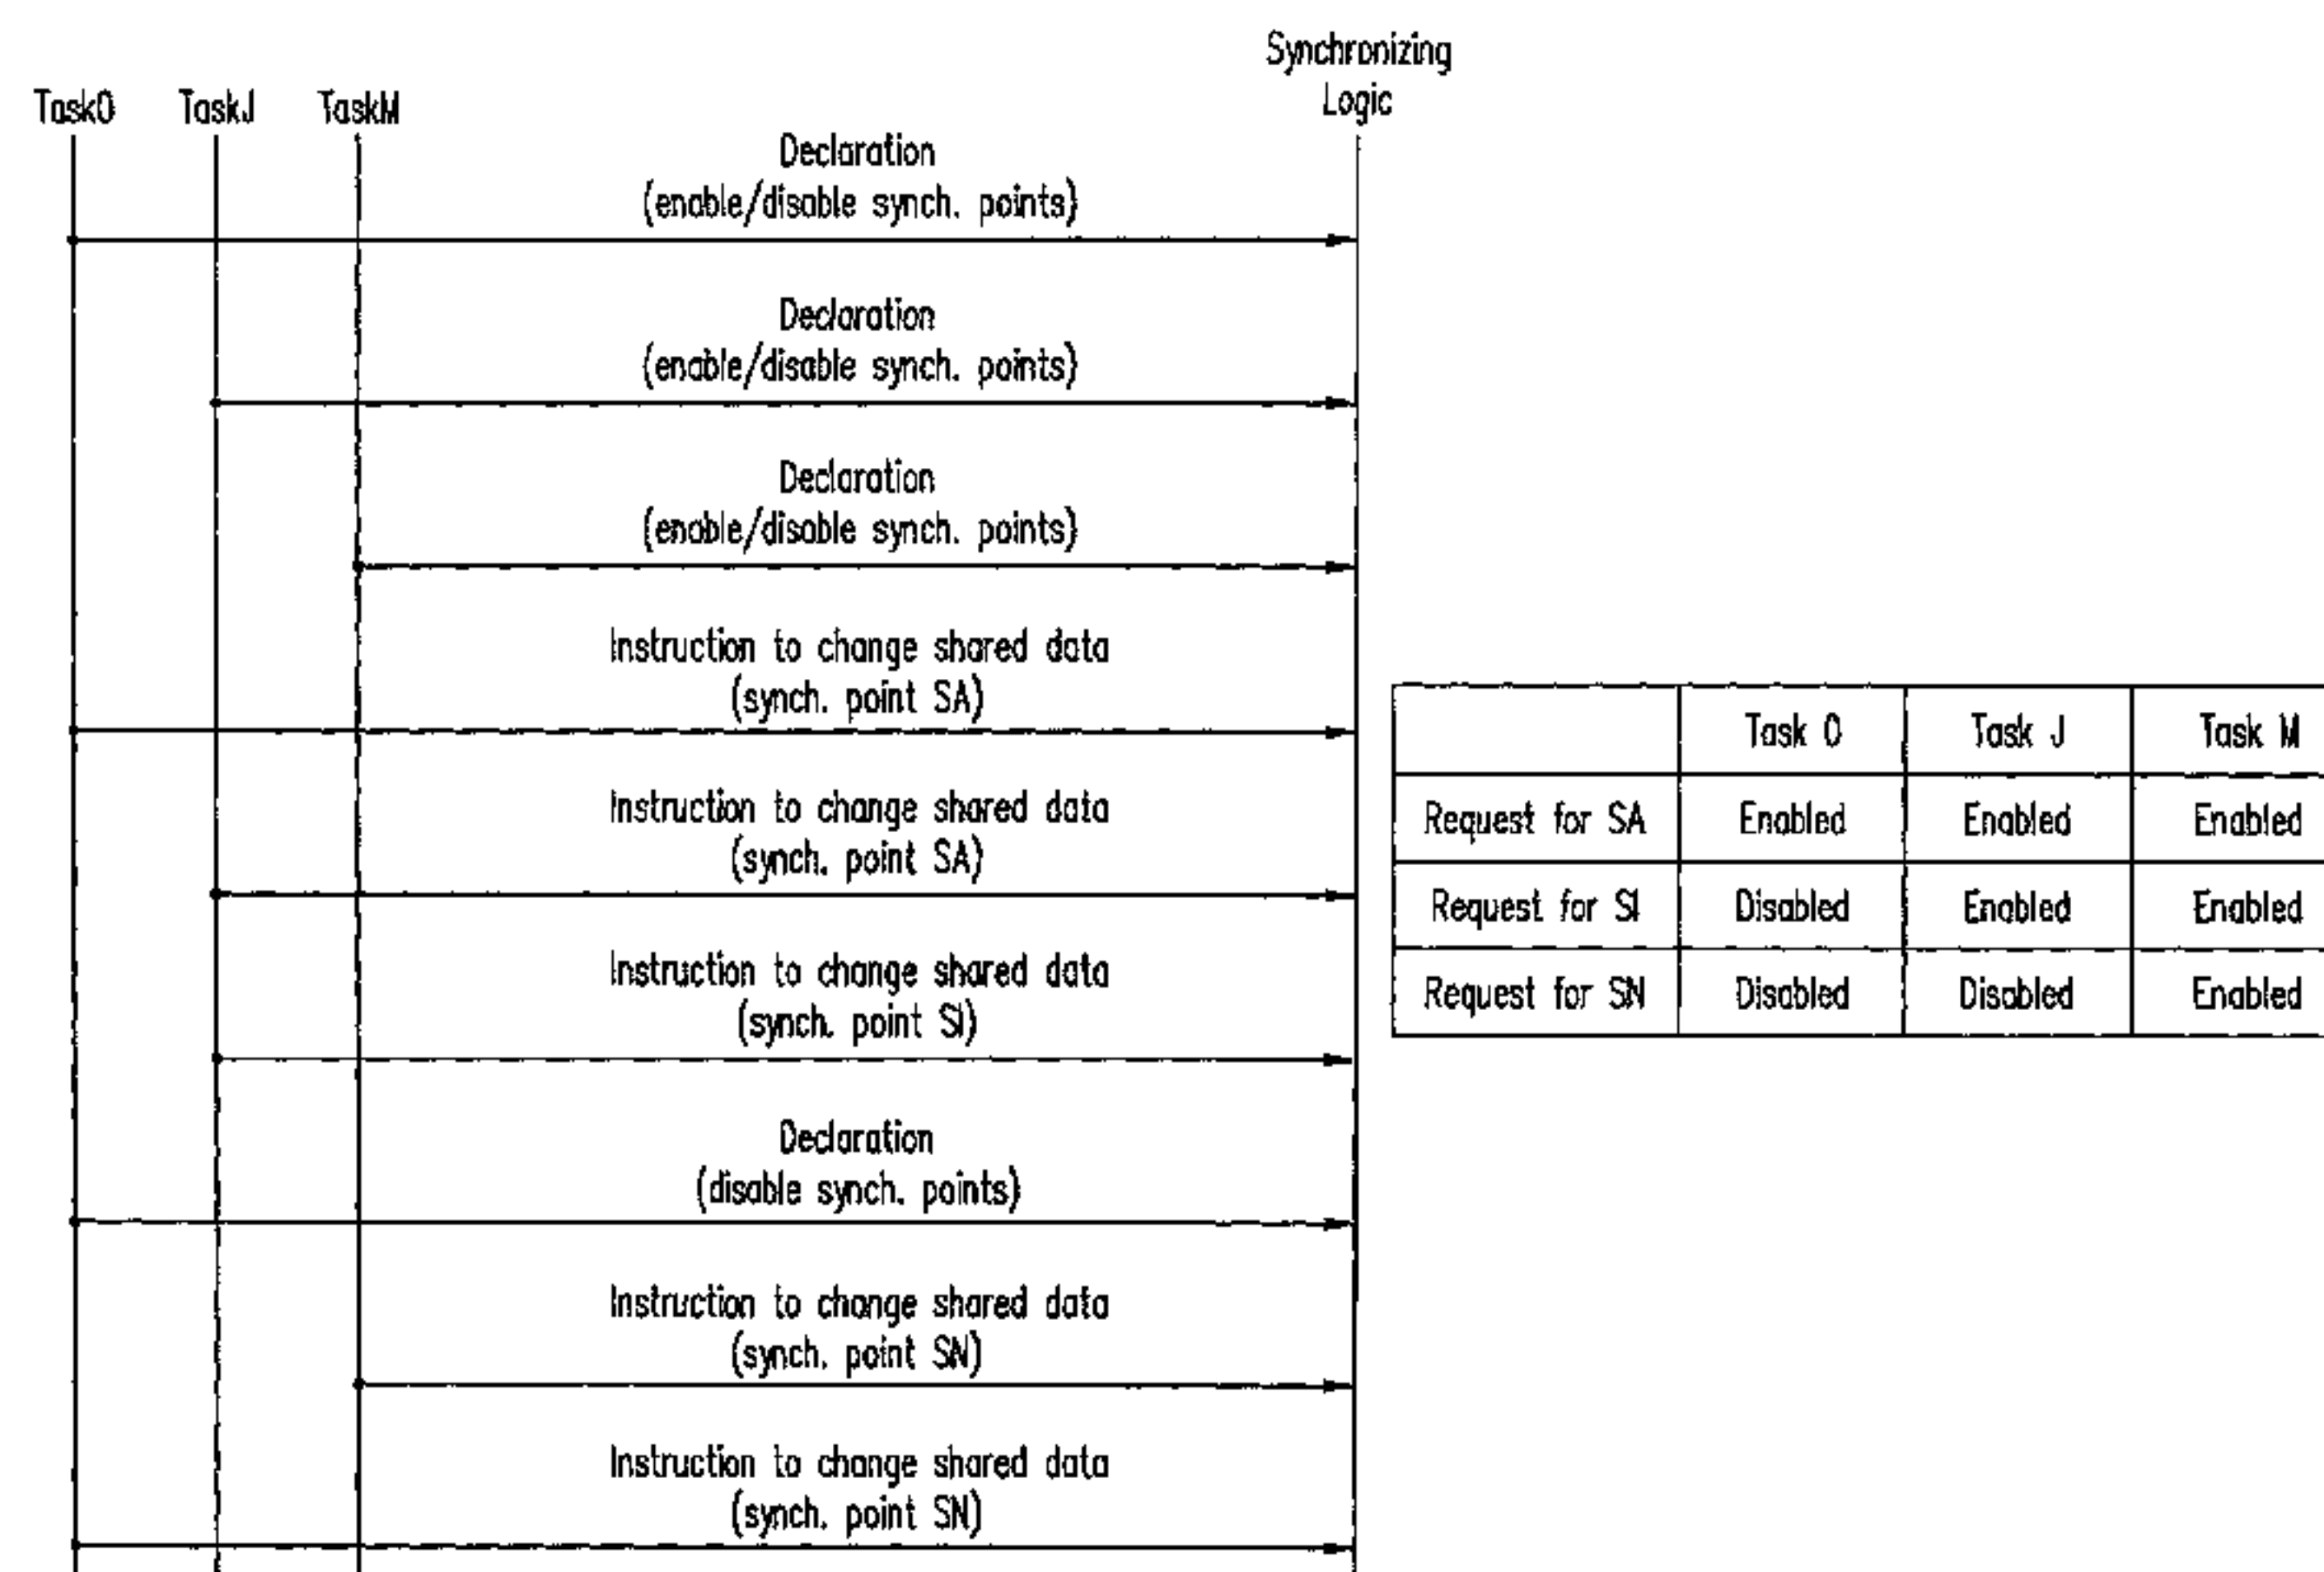 Synchronizing
Logic
Task0 TaskJ TaskM
Declaration
(enable/disable synch. points)
Declaration
(enable/disable synch. points)
Declaration
(enable/disable synch. points)
Instruction to change shared data
(synch. point SA)
Instruction to change shared data
(synch. point SA)
Instruction to change shared data
(synch. point SI)
Declaration
(disable synch. points)
Instruction to change shared data
(synch. point SN)
Instruction to change shared data
(synch. point SN)
Task 0 Task J Task M
Request for SA Enabled Enabled Enabled
Request for SI Disabled Enabled Enabled
Request for SN Disabled Disabled Enabled